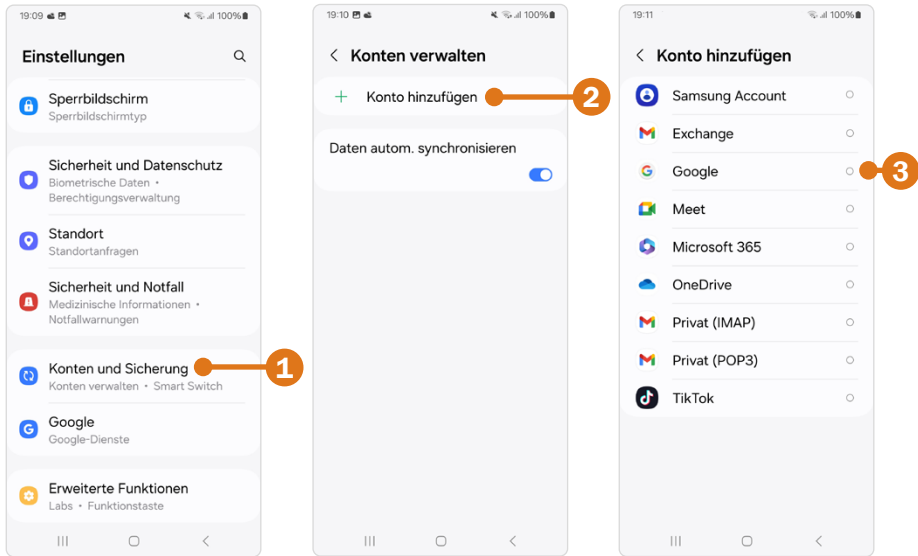 19:09
100%
Einstellungen
Sperrbildschirm
Sperrbildschirmtyp
Sicherheit und Datenschutz
Biometrische Daten •
Berechtigungsverwaltung
Standort
Standortanfragen
Sicherheit und Notfall
Medizinische Informationen •
Notfallwarnungen
Konten und Sicherung
1
Konten verwalten • Smart Switch
Google
Google-Dienste
Erweiterte Funktionen
Labs • Funktionstaste
19:10
100%
Konten verwalten
Konto hinzufügen
2
Daten autom. synchronisieren
19:11
100%
Konto hinzufügen
Samsung Account
Exchange
Google
3
Meet
Microsoft 365
OneDrive
Privat (IMAP)
Privat (POP3)
TikTok